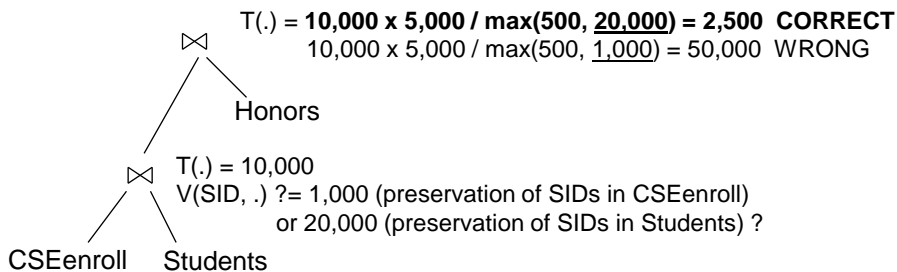 T(.) = 10,000 x 5,000 / max(500, 20,000) = 2,500 CORRECT
10,000 x 5,000 / max(500, 1,000) = 50,000 WRONG
⋈
Honors
⋈ T(.) = 10,000
V(SID, .) ?= 1,000 (preservation of SIDs in CSEenroll)
or 20,000 (preservation of SIDs in Students) ?
CSEenroll Students